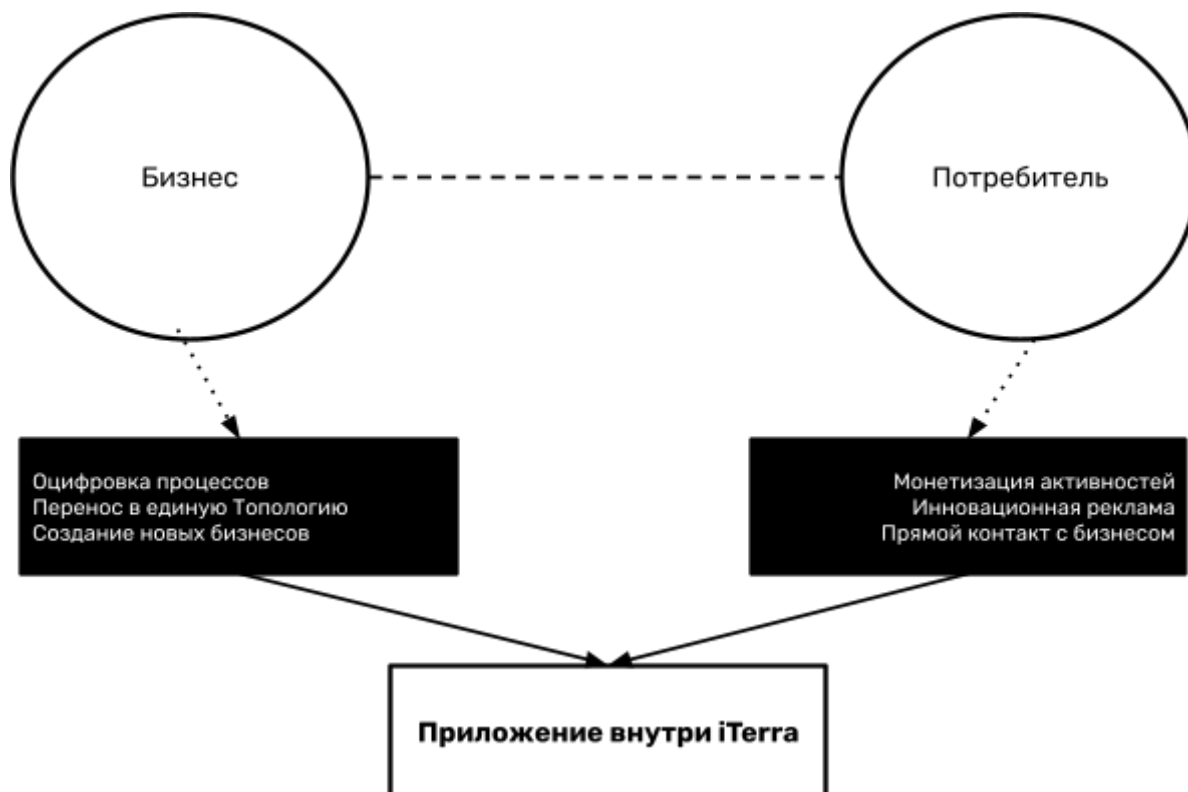 Бизнес
Потребитель
Оцифровка процессов
Перенос в единую Топологию
Создание новых бизнесов
Монетизация активностей
Инновационная реклама
Прямой контакт с бизнесом
Приложение внутри iTerra